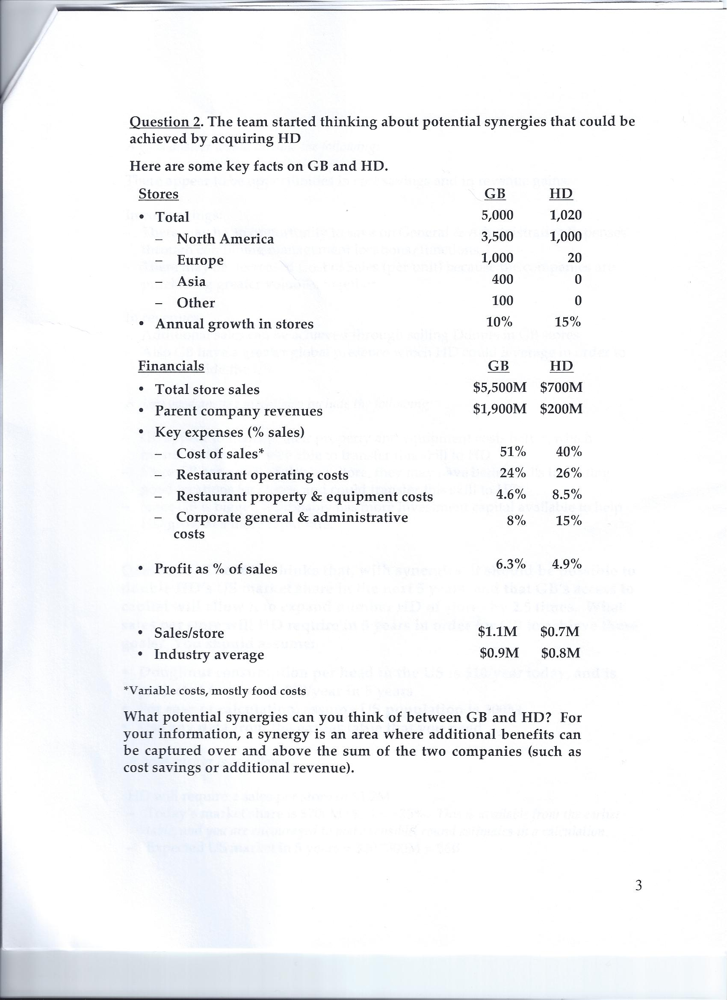 Question 2. The team started thinking about potential synergies that could be
achieved by acquiring HD
Here are some key facts on GB and HD.
Stores GB HD
• Total 5,000 1,020
– North America 3,500 1,000
– Europe 1,000 20
– Asia 400 0
– Other 100 0
• Annual growth in stores 10% 15%
Financials GB HD
• Total store sales $5,500M $700M
• Parent company revenues $1,900M $200M
• Key expenses (% sales)
– Cost of sales* 51% 40%
– Restaurant operating costs 24% 26%
– Restaurant property & equipment costs 4.6% 8.5%
– Corporate general & administrative 8% 15%
costs
• Profit as % of sales 6.3% 4.9%
• Sales/store $1.1M $0.7M
• Industry average $0.9M $0.8M
*Variable costs, mostly food costs
What potential synergies can you think of between GB and HD? For
your information, a synergy is an area where additional benefits can
be captured over and above the sum of the two companies (such as
cost savings or additional revenue).
3